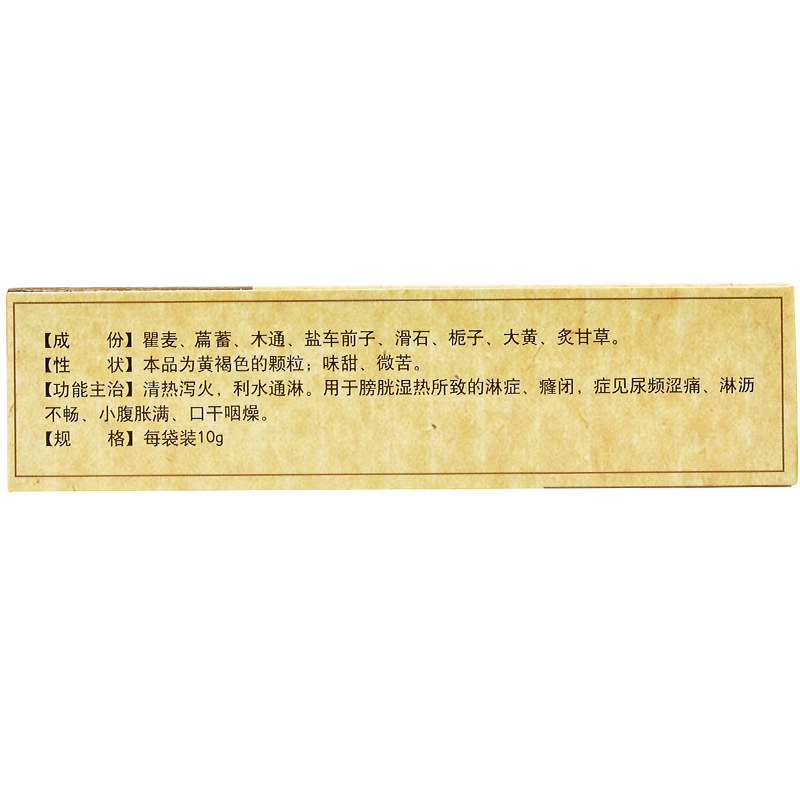 【成　　份】瞿麦、萹蓄、木通、盐车前子、滑石、栀子、大黄、炙甘草。
【性　　状】本品为黄褐色的颗粒；味甜、微苦。
【功能主治】清热泻火，利水通淋。用于膀胱湿热所致的淋症、癃闭，症见尿频涩痛、淋沥
不畅、小腹胀满、口干咽燥。
【规　　格】每袋装10g